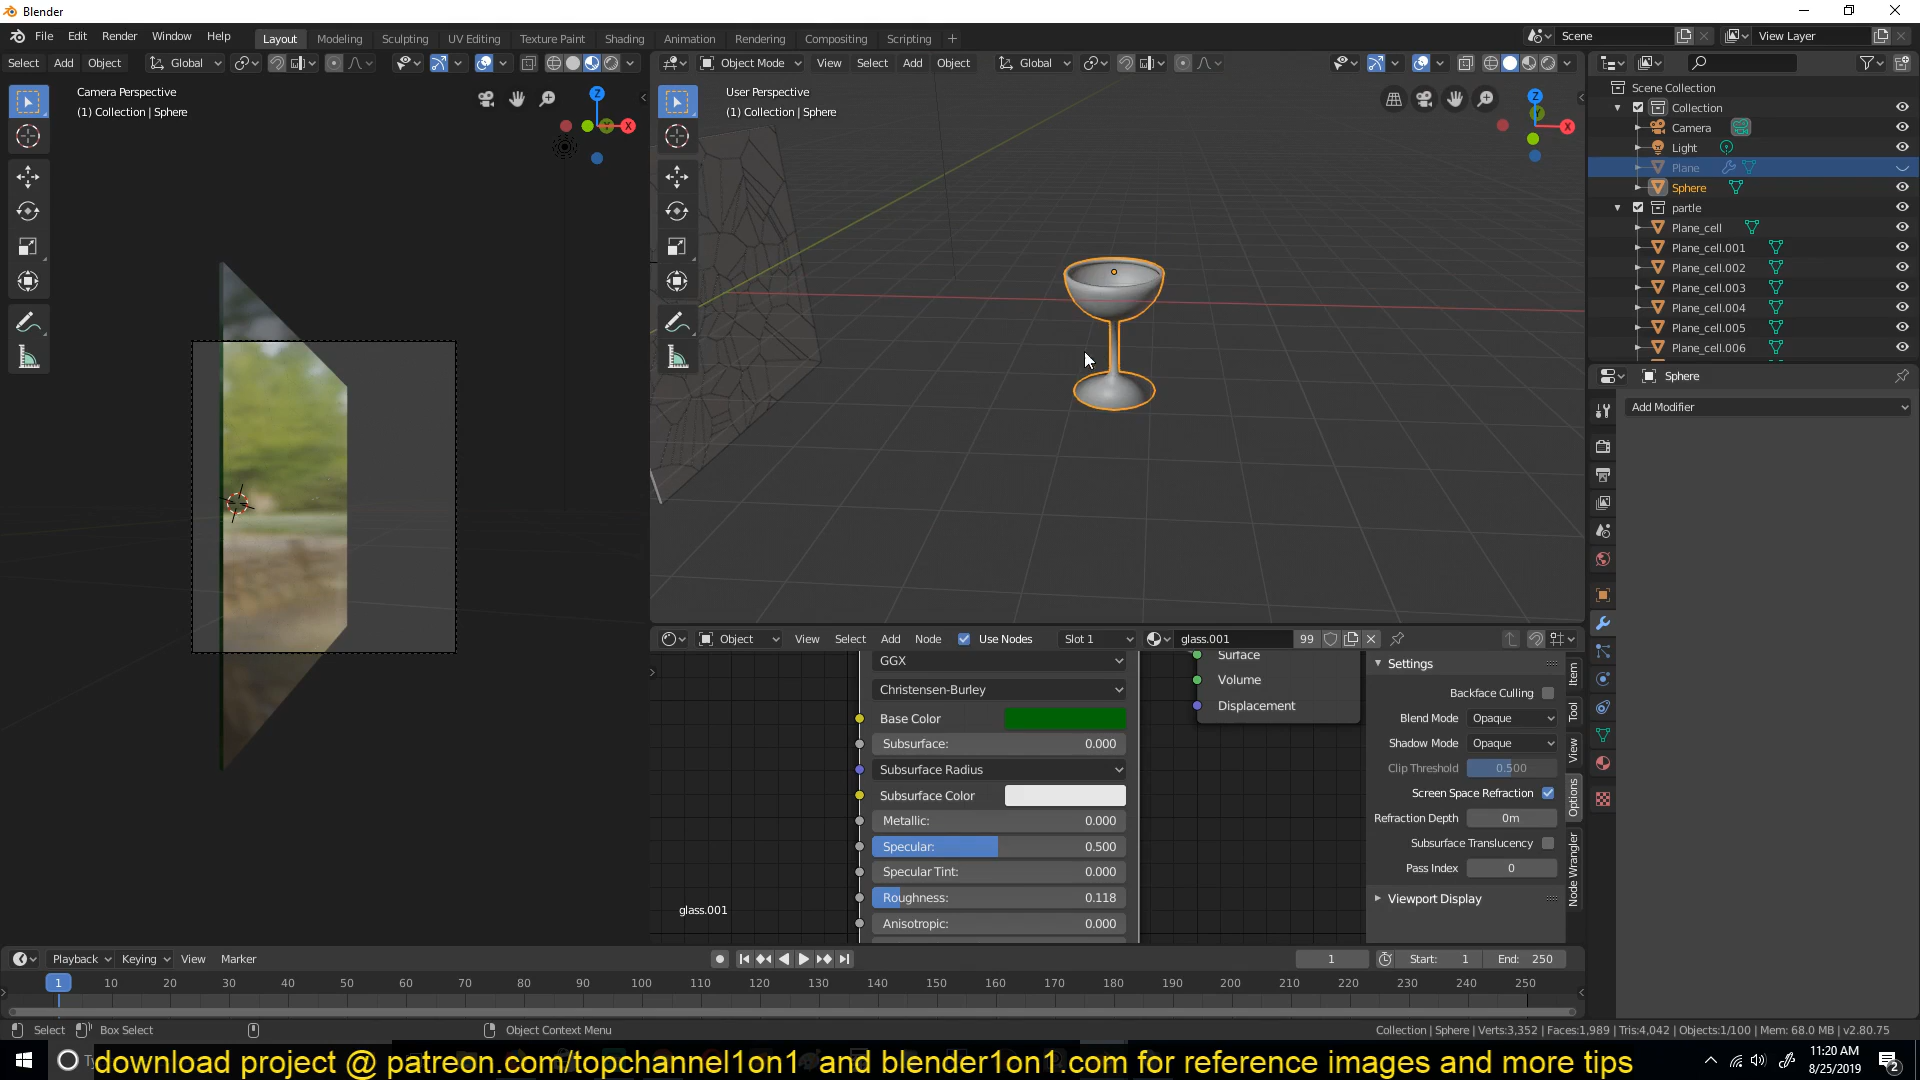 Blender
File Edit Render Window Help
Layout Modeling Sculpting UV Editing Texture Paint Shading Animation Rendering Compositing Scripting +
Scene
View Layer
Select Add Object Global
Object Mode View Select Add Object Global
Camera Perspective
(1) Collection | Sphere
Z
X
User Perspective
(1) Collection | Sphere
Z
X
Scene Collection
Collection
Camera
Light
Plane
Sphere
partle
Plane_cell
Plane_cell.001
Plane_cell.002
Plane_cell.003
Plane_cell.004
Plane_cell.005
Plane_cell.006
Sphere
Add Modifier
Object View Select Add Node Use Nodes Slot 1 glass.001 99
GGX
Christensen-Burley
Base Color
Subsurface: 0.000
Subsurface Radius
Subsurface Color
Metallic: 0.000
Specular: 0.500
Specular Tint: 0.000
Roughness: 0.118
Anisotropic: 0.000
Surface
Volume
Displacement
glass.001
Settings
Backface Culling
Blend Mode Opaque
Shadow Mode Opaque
Clip Threshold 0.500
Screen Space Refraction
Refraction Depth 0m
Subsurface Translucency
Pass Index 0
Viewport Display
Item
Tool
View
Options
Node Wrangler
Playback Keying View Marker
1 Start: 1 End: 250
1 10 20 30 40 50 60 70 80 90 100 110 120 130 140 150 160 170 180 190 200 210 220 230 240 250
Select Box Select Object Context Menu
Collection | Sphere | Verts:3,352 | Faces:1,989 | Tris:4,042 | Objects:1/100 | Mem: 68.0 MB | v2.80.75
download project @ patreon.com/topchannel1on1 and blender1on1.com for reference images and more tips
11:20 AM
8/25/2019
2